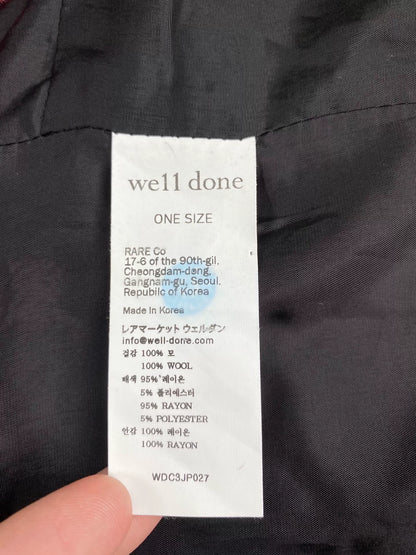 we11 done
ONE SIZE
RARE Co
17-6 of the 90th-gil,
Cheongdam-dong,
Gangnam-gu, Seoul.
Republic of Korea
Made In Korea
レアマーケット ウェルダン
info@well-done.com
겉감 100% 모
100% WOOL
배색 95% 레이온
5% 폴리에스터
95% RAYON
5% POLYESTER
안감 100% 레이온
100% RAYON
WDC3JP027